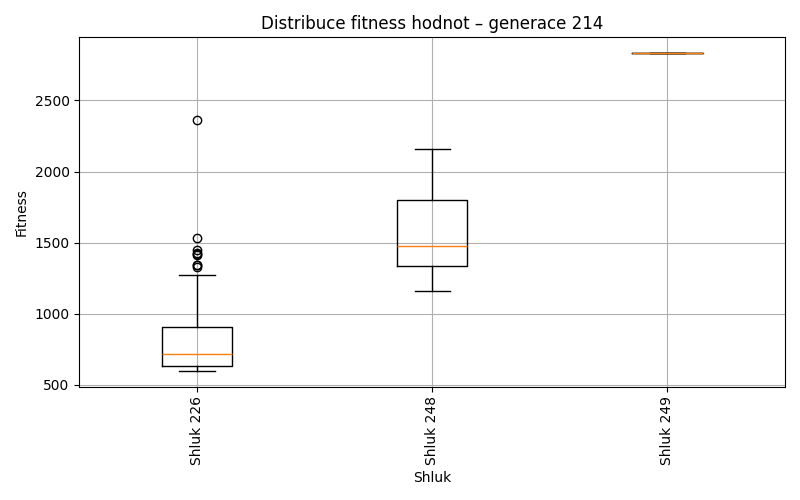 Distribuce fitness hodnot – generace 214
Fitness
2500
2000
1500
1000
500
Shluk 226
Shluk 248
Shluk 249
Shluk